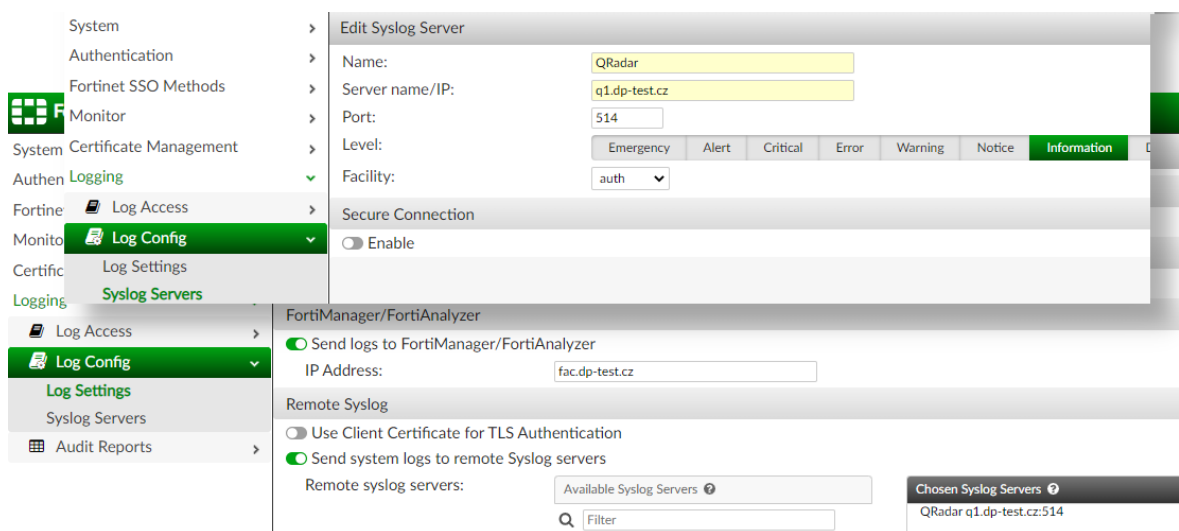 System
Authentication
Fortinet SSO Methods
Monitor
Certificate Management
Logging
Log Access
Log Config
Log Settings
Syslog Servers
Edit Syslog Server
Name: QRadar
Server name/IP: q1.dp-test.cz
Port: 514
Level: Emergency Alert Critical Error Warning Notice Information
Facility: auth
Secure Connection
Enable
System
Authen
Fortine
Monito
Certific
Logging
Log Access
Log Config
Log Settings
Syslog Servers
Audit Reports
FortiManager/FortiAnalyzer
Send logs to FortiManager/FortiAnalyzer
IP Address: fac.dp-test.cz
Remote Syslog
Use Client Certificate for TLS Authentication
Send system logs to remote Syslog servers
Remote syslog servers: Available Syslog Servers
Filter
Chosen Syslog Servers
QRadar q1.dp-test.cz:514